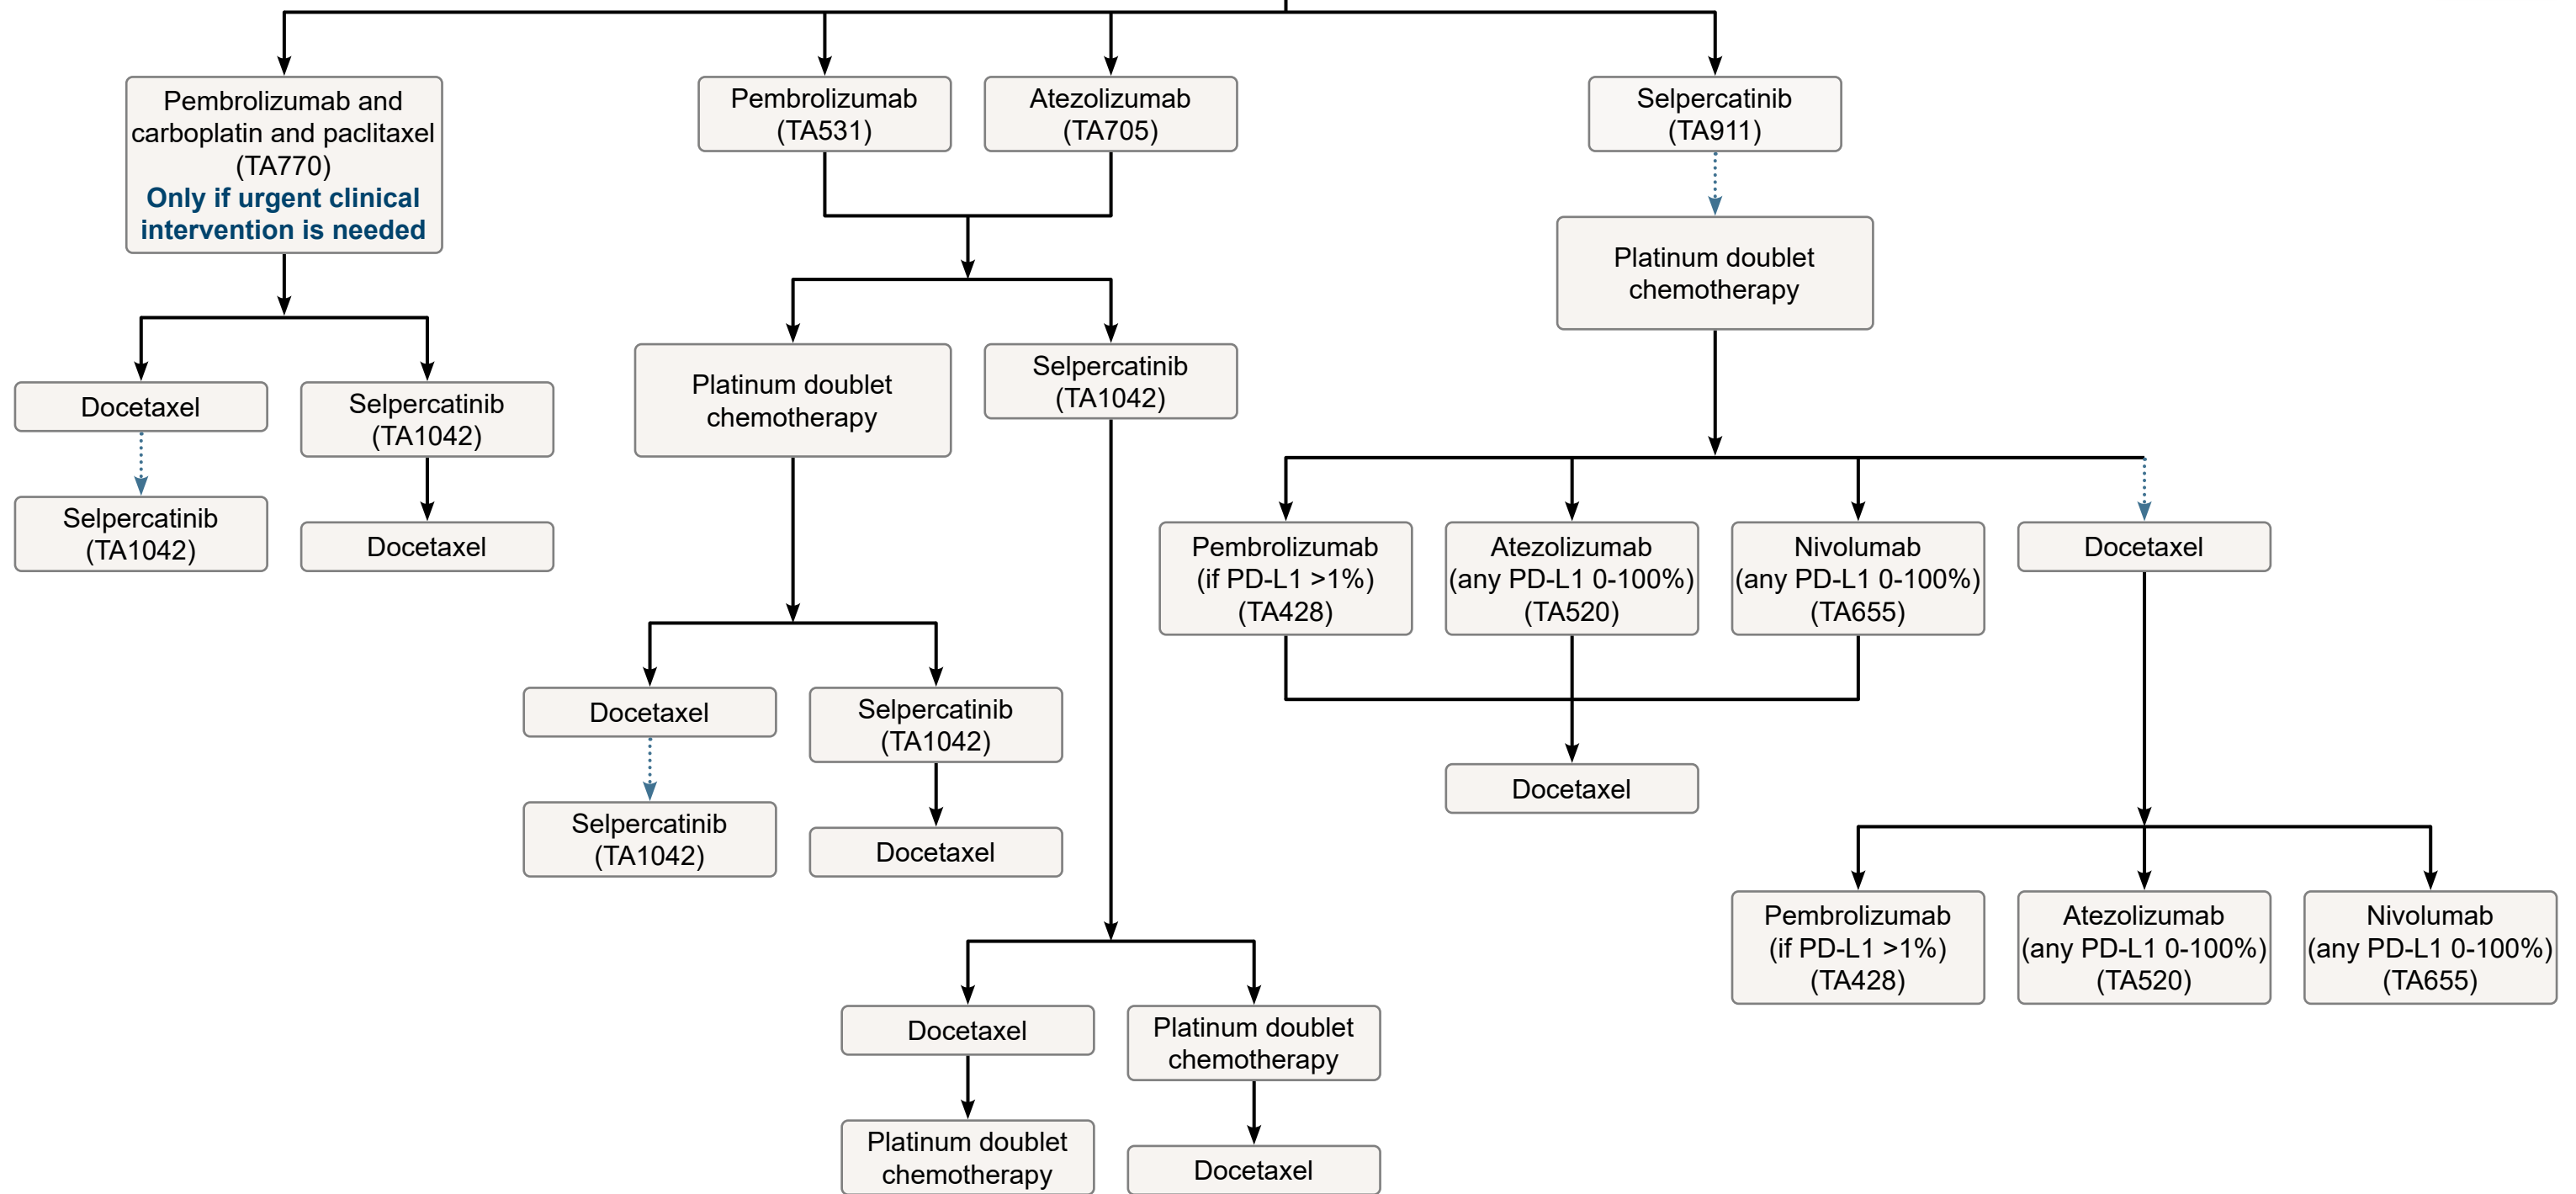 Pembrolizumab and
carboplatin and paclitaxel
(TA770)
Only if urgent clinical
intervention is needed
Pembrolizumab
(TA531)
Atezolizumab
(TA705)
Selpercatinib
(TA911)
Platinum doublet
chemotherapy
Docetaxel
Selpercatinib
(TA1042)
Selpercatinib
(TA1042)
Docetaxel
Platinum doublet
chemotherapy
Selpercatinib
(TA1042)
Pembrolizumab
(if PD-L1 >1%)
(TA428)
Atezolizumab
(any PD-L1 0-100%)
(TA520)
Nivolumab
(any PD-L1 0-100%)
(TA655)
Docetaxel
Docetaxel
Selpercatinib
(TA1042)
Selpercatinib
(TA1042)
Docetaxel
Docetaxel
Pembrolizumab
(if PD-L1 >1%)
(TA428)
Atezolizumab
(any PD-L1 0-100%)
(TA520)
Nivolumab
(any PD-L1 0-100%)
(TA655)
Docetaxel
Platinum doublet
chemotherapy
Platinum doublet
chemotherapy
Docetaxel